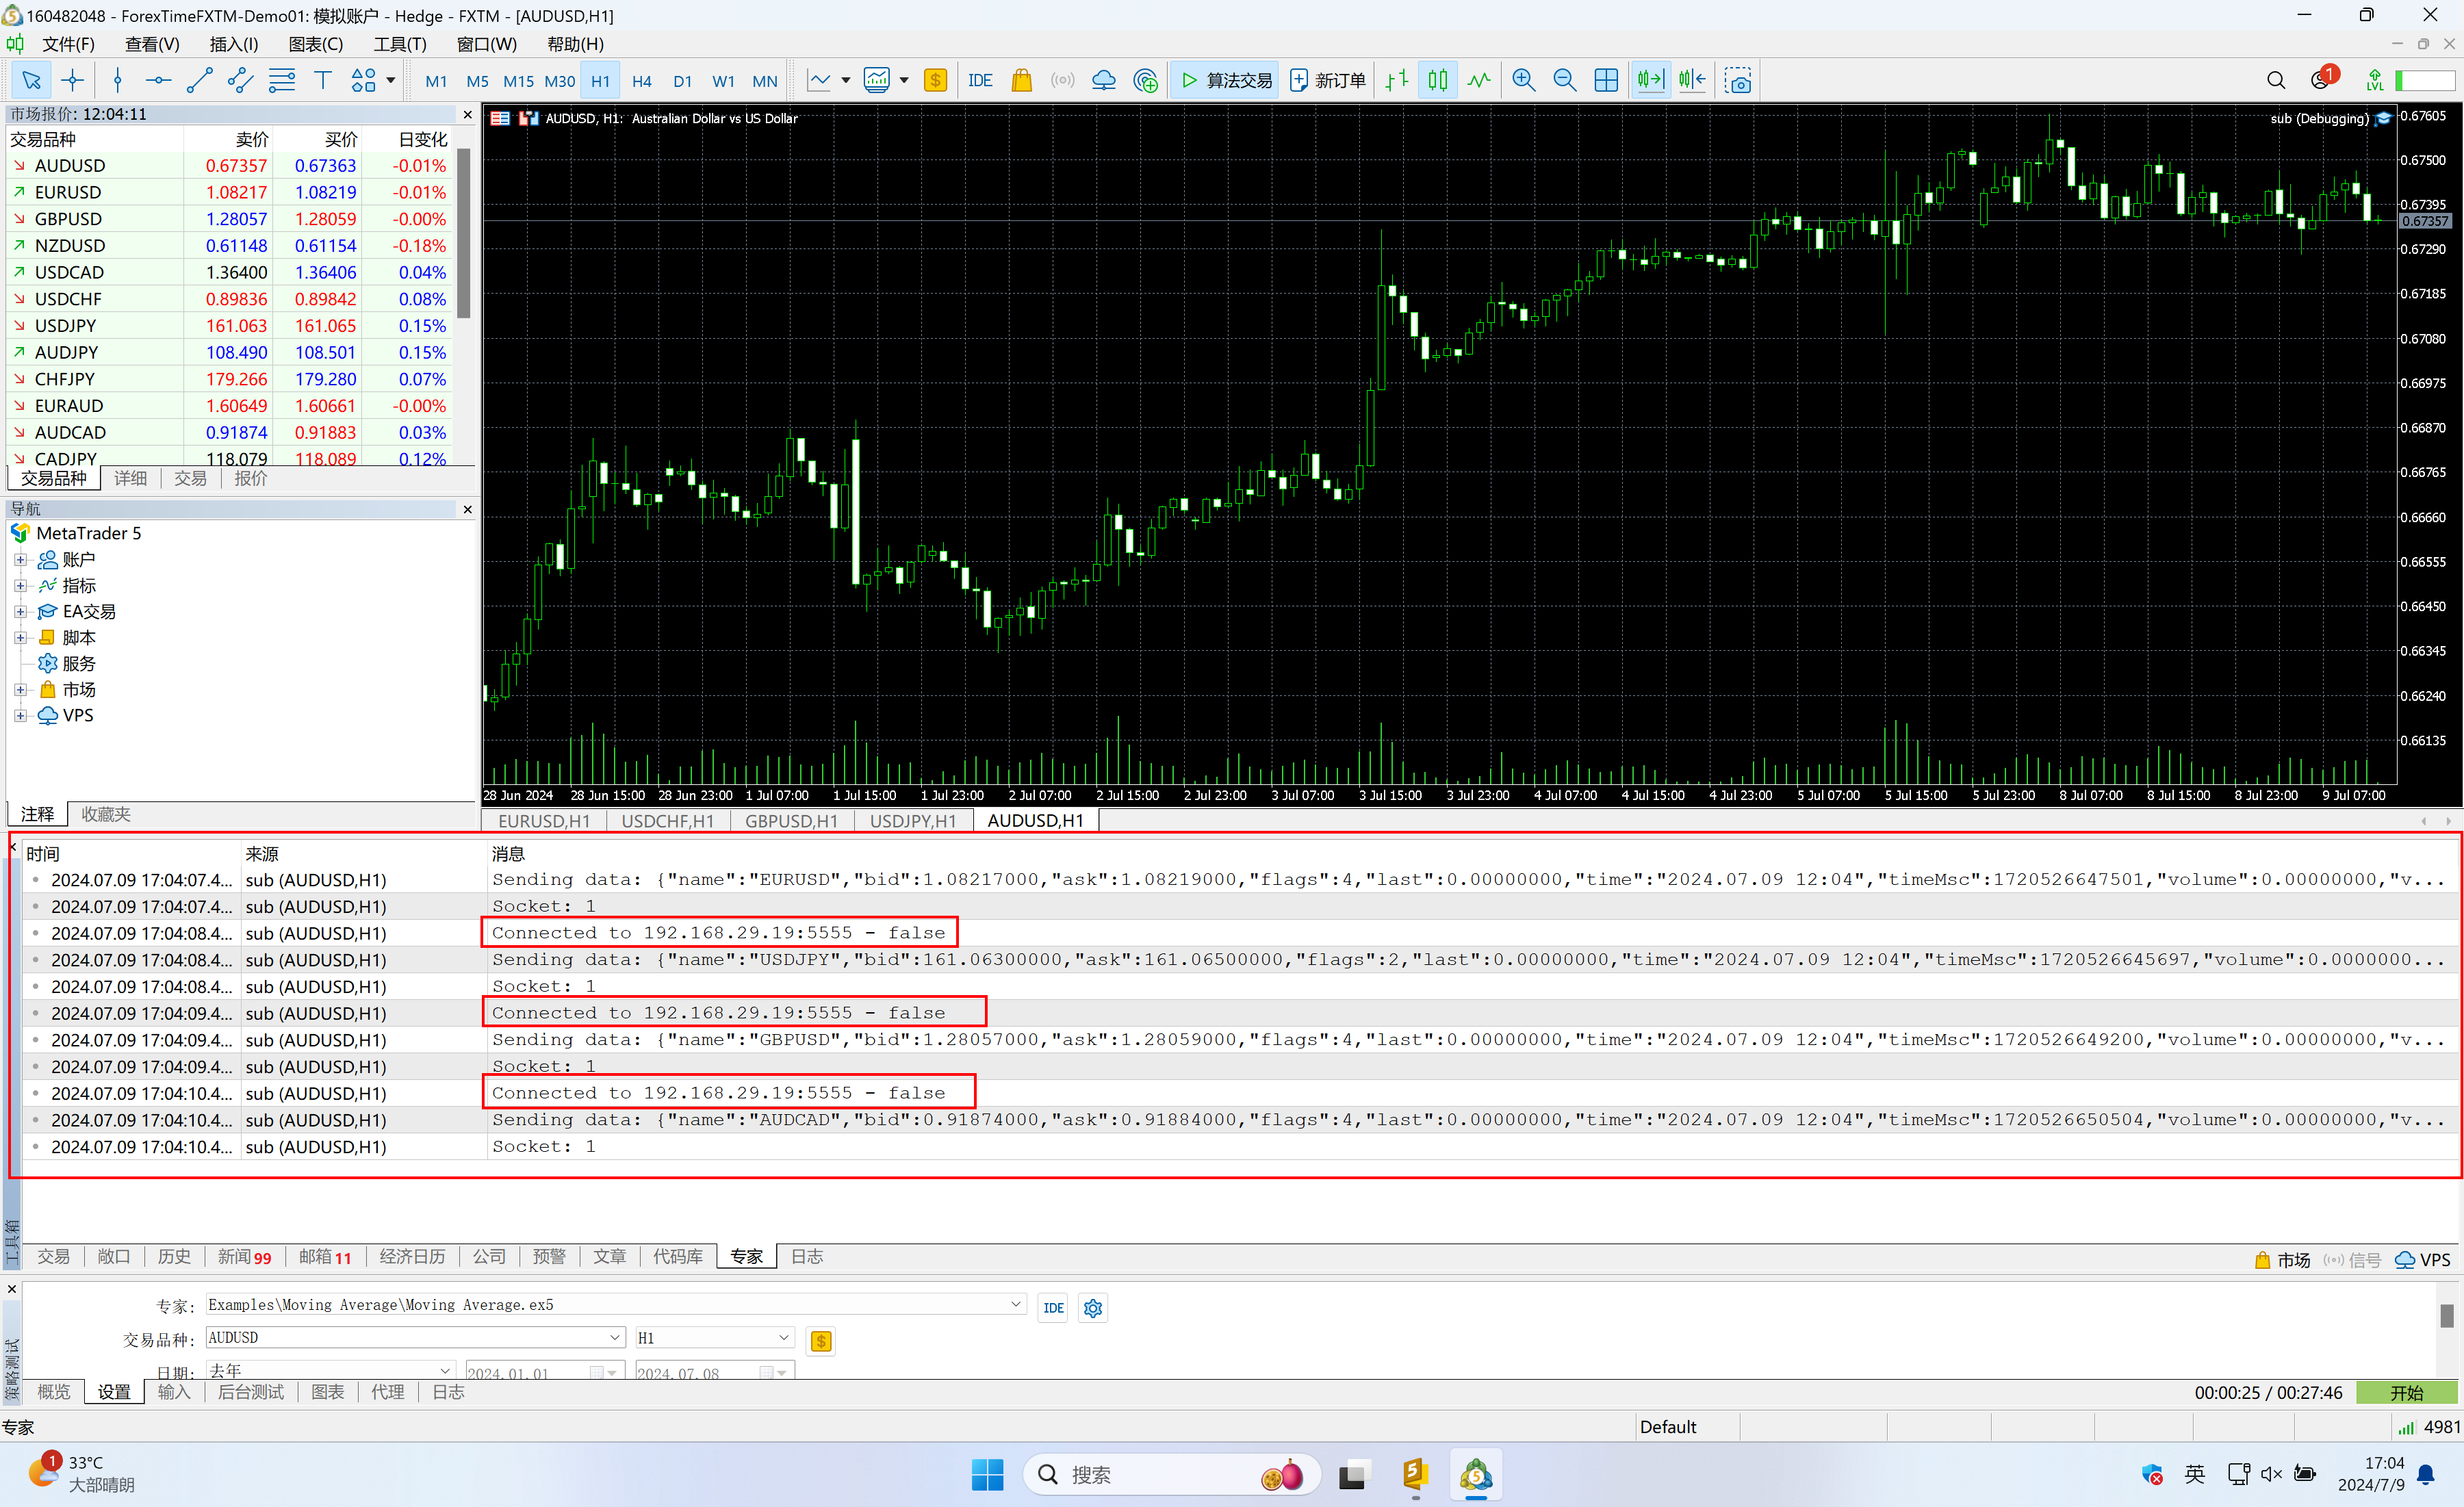 160482048 - ForexTimeFXTM-Demo01: 模拟账户 - Hedge - FXTM - [AUDUSD,H1]
文件(F) 查看(V) 插入(I) 图表(C) 工具(T) 窗口(W) 帮助(H)
M1 M5 M15 M30 H1 H4 D1 W1 MN $ IDE 算法交易 新订单 1 LVL
市场报价: 12:04:11
交易品种 卖价 买价 日变化
AUDUSD 0.67357 0.67363 -0.01%
EURUSD 1.08217 1.08219 -0.01%
GBPUSD 1.28057 1.28059 -0.00%
NZDUSD 0.61148 0.61154 -0.18%
USDCAD 1.36400 1.36406 0.04%
USDCHF 0.89836 0.89842 0.08%
USDJPY 161.063 161.065 0.15%
AUDJPY 108.490 108.501 0.15%
CHFJPY 179.266 179.280 0.07%
EURAUD 1.60649 1.60661 -0.00%
AUDCAD 0.91874 0.91883 0.03%
CADJPY 118.079 118.089 0.12%
交易品种 详细 交易 报价
导航
MetaTrader 5
账户
指标
EA交易
脚本
服务
市场
VPS
注释 收藏夹
AUDUSD, H1: Australian Dollar vs US Dollar
sub (Debugging)
0.67605
0.67500
0.67395
0.67357
0.67290
0.67185
0.67080
0.66975
0.66870
0.66765
0.66660
0.66555
0.66450
0.66345
0.66240
0.66135
28 Jun 2024 28 Jun 15:00 28 Jun 23:00 1 Jul 07:00 1 Jul 15:00 1 Jul 23:00 2 Jul 07:00 2 Jul 15:00 2 Jul 23:00 3 Jul 07:00 3 Jul 15:00 3 Jul 23:00 4 Jul 07:00 4 Jul 15:00 4 Jul 23:00 5 Jul 07:00 5 Jul 15:00 5 Jul 23:00 8 Jul 07:00 8 Jul 15:00 8 Jul 23:00 9 Jul 07:00
EURUSD,H1 USDCHF,H1 GBPUSD,H1 USDJPY,H1 AUDUSD,H1
时间 来源 消息
2024.07.09 17:04:07.4... sub (AUDUSD,H1) Sending data: {"name":"EURUSD","bid":1.08217000,"ask":1.08219000,"flags":4,"last":0.00000000,"time":"2024.07.09 12:04","timeMsc":1720526647501,"volume":0.00000000,"v...
2024.07.09 17:04:07.4... sub (AUDUSD,H1) Socket: 1
2024.07.09 17:04:08.4... sub (AUDUSD,H1) Connected to 192.168.29.19:5555 - false
2024.07.09 17:04:08.4... sub (AUDUSD,H1) Sending data: {"name":"USDJPY","bid":161.06300000,"ask":161.06500000,"flags":2,"last":0.00000000,"time":"2024.07.09 12:04","timeMsc":1720526645697,"volume":0.0000000...
2024.07.09 17:04:08.4... sub (AUDUSD,H1) Socket: 1
2024.07.09 17:04:09.4... sub (AUDUSD,H1) Connected to 192.168.29.19:5555 - false
2024.07.09 17:04:09.4... sub (AUDUSD,H1) Sending data: {"name":"GBPUSD","bid":1.28057000,"ask":1.28059000,"flags":4,"last":0.00000000,"time":"2024.07.09 12:04","timeMsc":1720526649200,"volume":0.00000000,"v...
2024.07.09 17:04:09.4... sub (AUDUSD,H1) Socket: 1
2024.07.09 17:04:10.4... sub (AUDUSD,H1) Connected to 192.168.29.19:5555 - false
2024.07.09 17:04:10.4... sub (AUDUSD,H1) Sending data: {"name":"AUDCAD","bid":0.91874000,"ask":0.91884000,"flags":4,"last":0.00000000,"time":"2024.07.09 12:04","timeMsc":1720526650504,"volume":0.00000000,"v...
2024.07.09 17:04:10.4... sub (AUDUSD,H1) Socket: 1
工具箱
交易 敞口 历史 新闻 99 邮箱 11 经济日历 公司 预警 文章 代码库 专家 日志 市场 信号 VPS
专家: Examples\Moving Average\Moving Average.ex5 IDE
交易品种: AUDUSD H1 $
日期: 去年 2024.01.01 2024.07.08
策略测试
概览 设置 输入 后台测试 图表 代理 日志 00:00:25 / 00:27:46 开始
专家 Default 4981
1 33°C
大部晴朗
搜索
英
17:04
2024/7/9